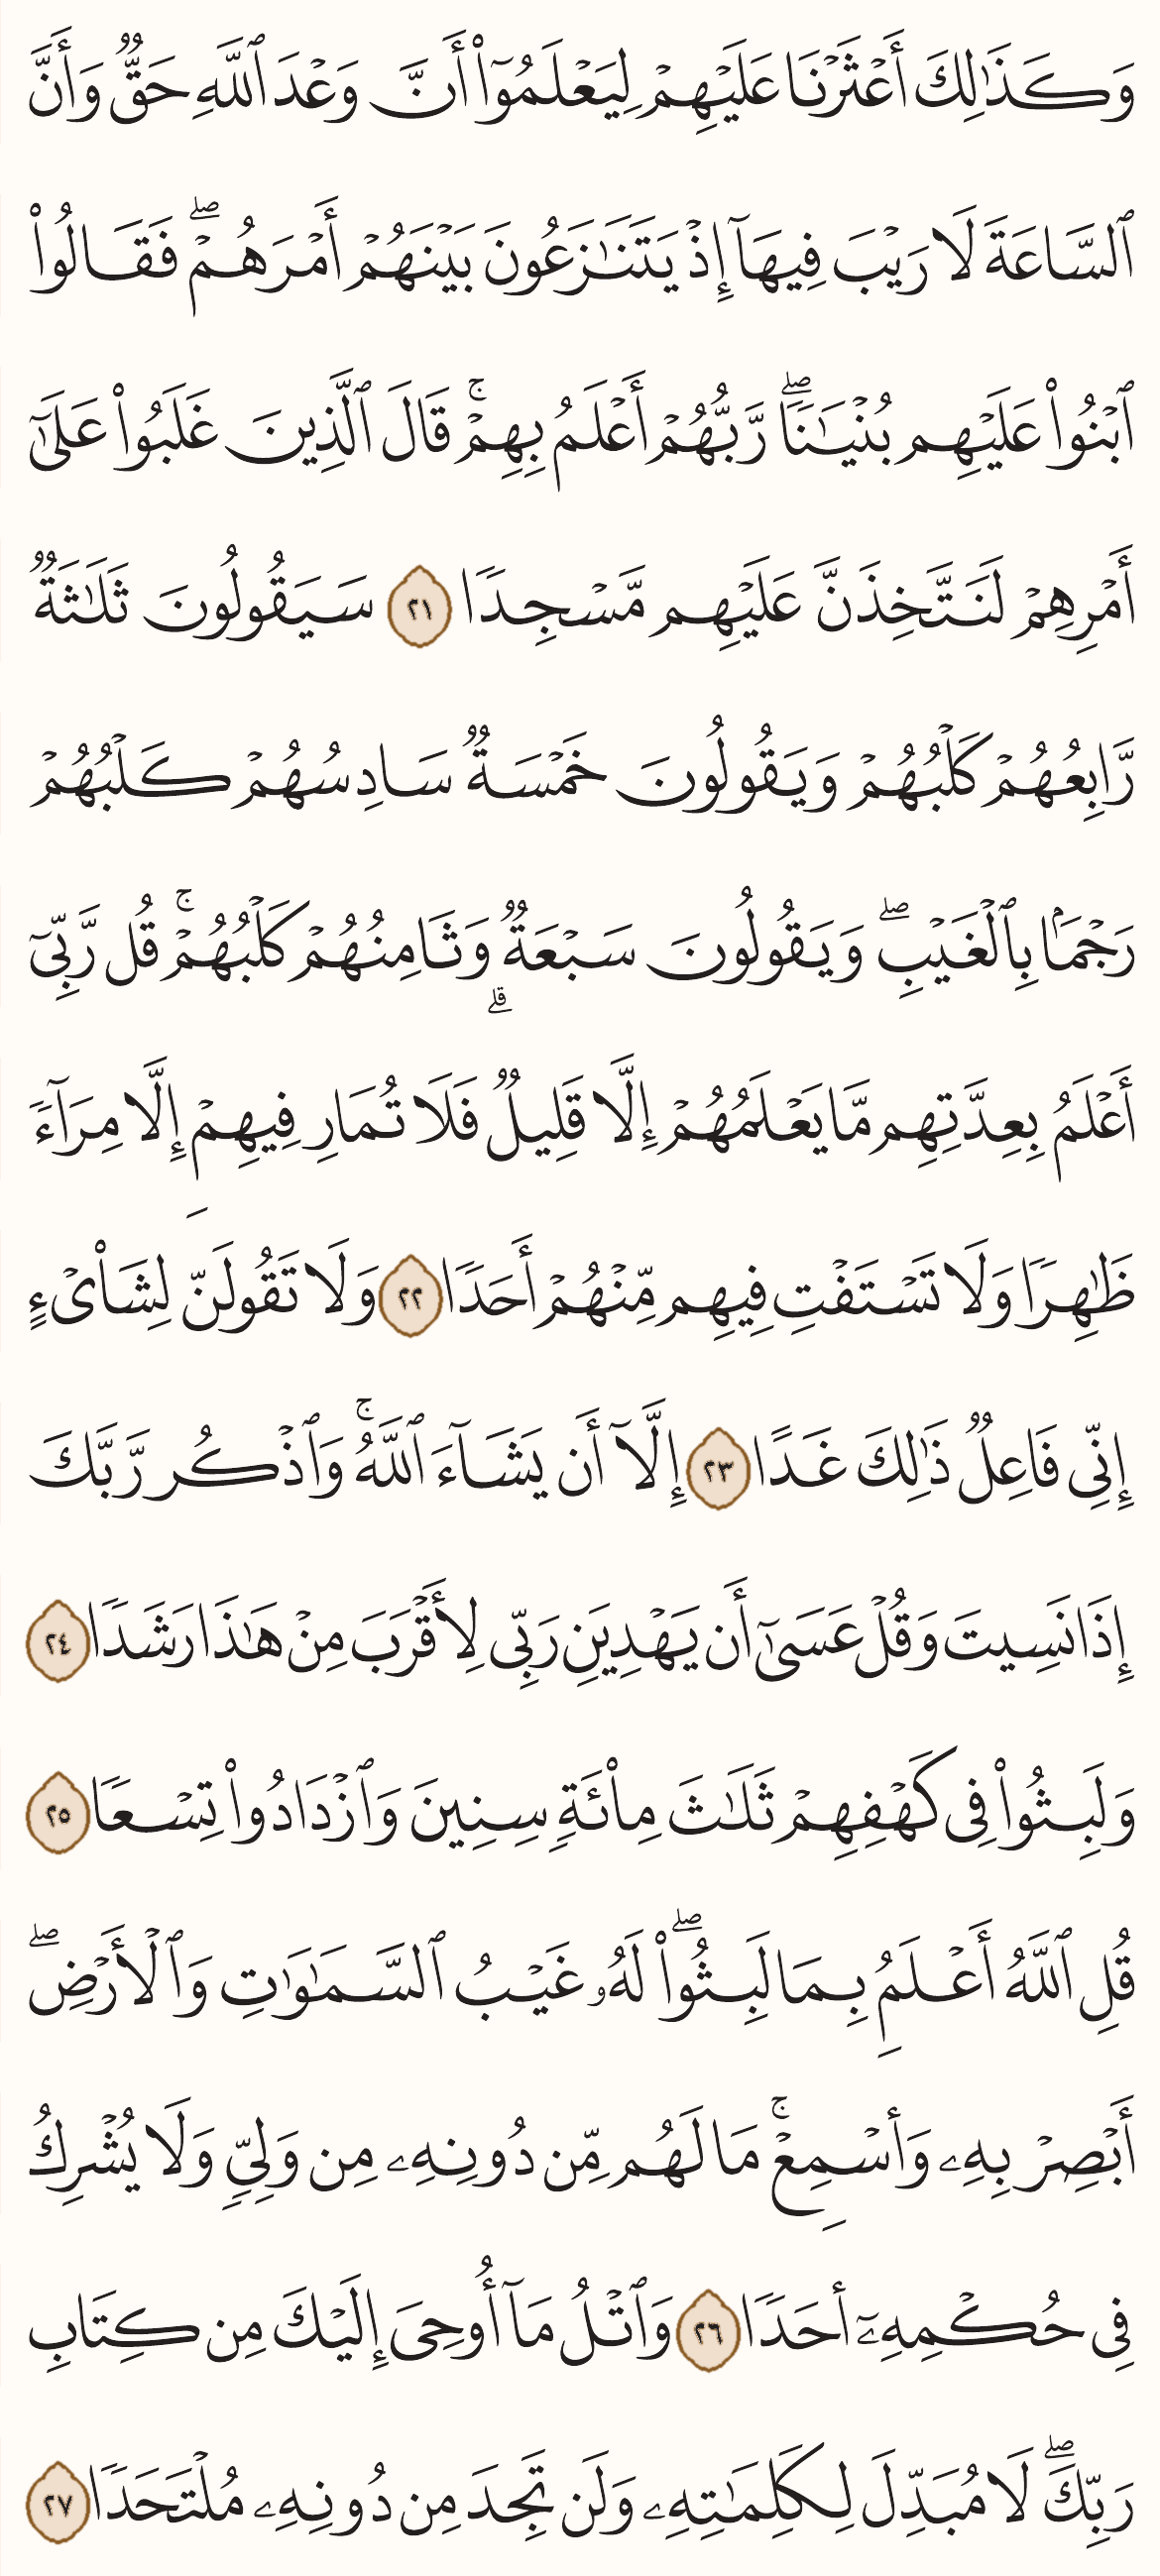 وَكَذَٰلِكَ أَعْثَرْنَا عَلَيْهِمْ لِيَعْلَمُوٓا۟ أَنَّ وَعْدَ ٱللَّهِ حَقٌّ وَأَنَّ
ٱلسَّاعَةَ لَا رَيْبَ فِيهَآ إِذْ يَتَنَـٰزَعُونَ بَيْنَهُمْ أَمْرَهُمْ ۖ فَقَالُوا۟
ٱبْنُوا۟ عَلَيْهِم بُنْيَـٰنًا ۖ رَّبُّهُمْ أَعْلَمُ بِهِمْ ۚ قَالَ ٱلَّذِينَ غَلَبُوا۟ عَلَىٰٓ
أَمْرِهِمْ لَنَتَّخِذَنَّ عَلَيْهِم مَّسْجِدًا ٢١ سَيَقُولُونَ ثَلَـٰثَةٌ
رَّابِعُهُمْ كَلْبُهُمْ وَيَقُولُونَ خَمْسَةٌ سَادِسُهُمْ كَلْبُهُمْ
رَجْمًۢا بِٱلْغَيْبِ ۖ وَيَقُولُونَ سَبْعَةٌ وَثَامِنُهُمْ كَلْبُهُمْ ۚ قُل رَّبِّىٓ
أَعْلَمُ بِعِدَّتِهِم مَّا يَعْلَمُهُمْ إِلَّا قَلِيلٌ ۗ فَلَا تُمَارِ فِيهِمْ إِلَّا مِرَآءً
ظَـٰهِرًا وَلَا تَسْتَفْتِ فِيهِم مِّنْهُمْ أَحَدًا ٢٢ وَلَا تَقُولَنَّ لِشَا۟ىْءٍ
إِنِّى فَاعِلٌ ذَٰلِكَ غَدًا ٢٣ إِلَّآ أَن يَشَآءَ ٱللَّهُ ۚ وَٱذْكُر رَّبَّكَ
إِذَا نَسِيتَ وَقُلْ عَسَىٰٓ أَن يَهْدِيَنِ رَبِّى لِأَقْرَبَ مِنْ هَـٰذَا رَشَدًا ٢٤
وَلَبِثُوا۟ فِى كَهْفِهِمْ ثَلَـٰثَ مِا۟ئَةٍ سِنِينَ وَٱزْدَادُوا۟ تِسْعًا ٢٥
قُلِ ٱللَّهُ أَعْلَمُ بِمَا لَبِثُوا۟ ۖ لَهُۥ غَيْبُ ٱلسَّمَـٰوَٰتِ وَٱلْأَرْضِ ۖ
أَبْصِرْ بِهِۦ وَأَسْمِعْ ۚ مَا لَهُم مِّن دُونِهِۦ مِن وَلِىٍّ وَلَا يُشْرِكُ
فِى حُكْمِهِۦٓ أَحَدًا ٢٦ وَٱتْلُ مَآ أُوحِىَ إِلَيْكَ مِن كِتَابِ
رَبِّكَ ۖ لَا مُبَدِّلَ لِكَلِمَـٰتِهِۦ وَلَن تَجِدَ مِن دُونِهِۦ مُلْتَحَدًا ٢٧